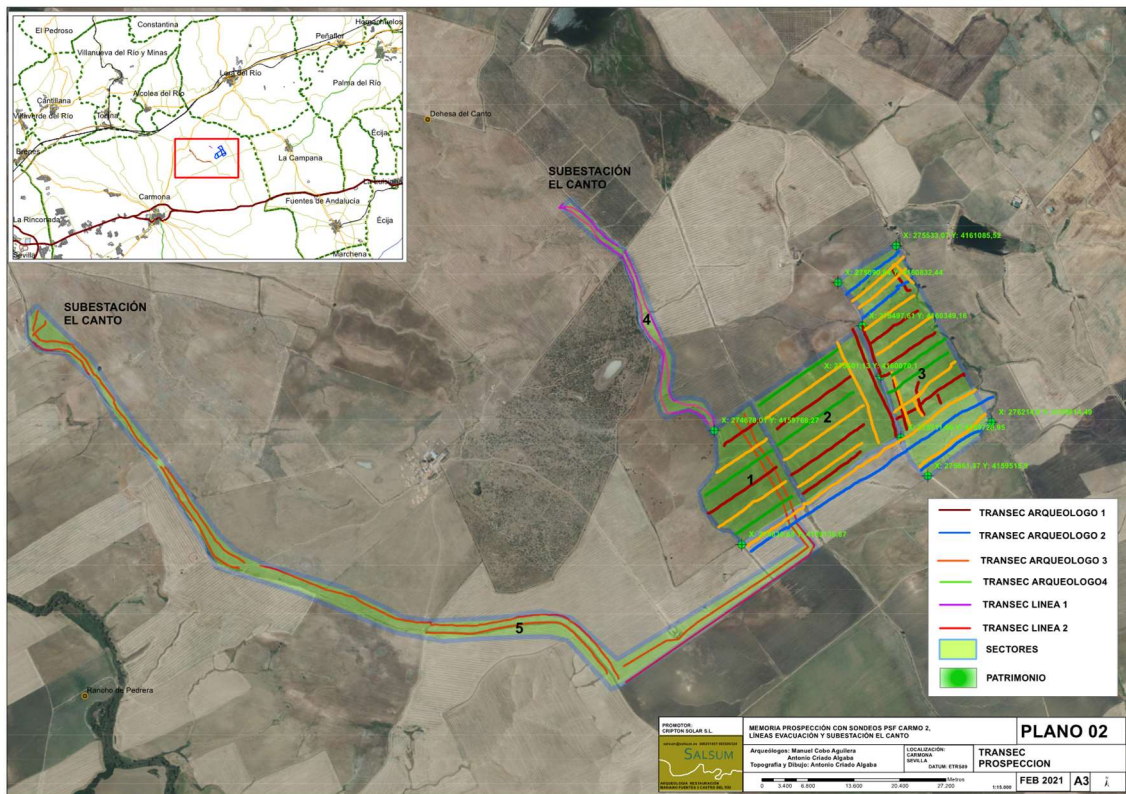 Constantina
Hornachuelos
El Pedroso
Peñaflor
Villanueva del Río y Minas
Lora del Río
Palma del Río
Alcolea del Río
Cantillana
Tocina
Villaverde del Río
Écija
Brenes
La Campana
Carmona
Fuentes de Andalucía
La Rinconada
Écija
Sevilla
Marchena
Dehesa del Canto
SUBESTACIÓN
EL CANTO
SUBESTACIÓN
EL CANTO
X: 275533,07 Y: 4161085,52
4
3
2
1
5
Rancho de Pedrera
TRANSEC ARQUEOLOGO 1
TRANSEC ARQUEOLOGO 2
TRANSEC ARQUEOLOGO 3
TRANSEC ARQUEOLOGO4
TRANSEC LINEA 1
TRANSEC LINEA 2
SECTORES
PATRIMONIO
PROMOTOR:
CRIPTON SOLAR S.L.
SALSUM
MEMORIA PROSPECCIÓN CON SONDEOS PSF CARMO 2,
LÍNEAS EVACUACIÓN Y SUBESTACIÓN EL CANTO
Arqueólogos: Manuel Cobo Aguilera
Antonio Criado Algaba
Topografía y Dibujo: Antonio Criado Algaba
LOCALIZACIÓN:
CARMONA
SEVILLA
DATUM: ETRS89
Metros
0 3.400 6.800 13.600 20.400 27.200
1:15.000
PLANO 02
TRANSEC
PROSPECCION
FEB 2021
A3